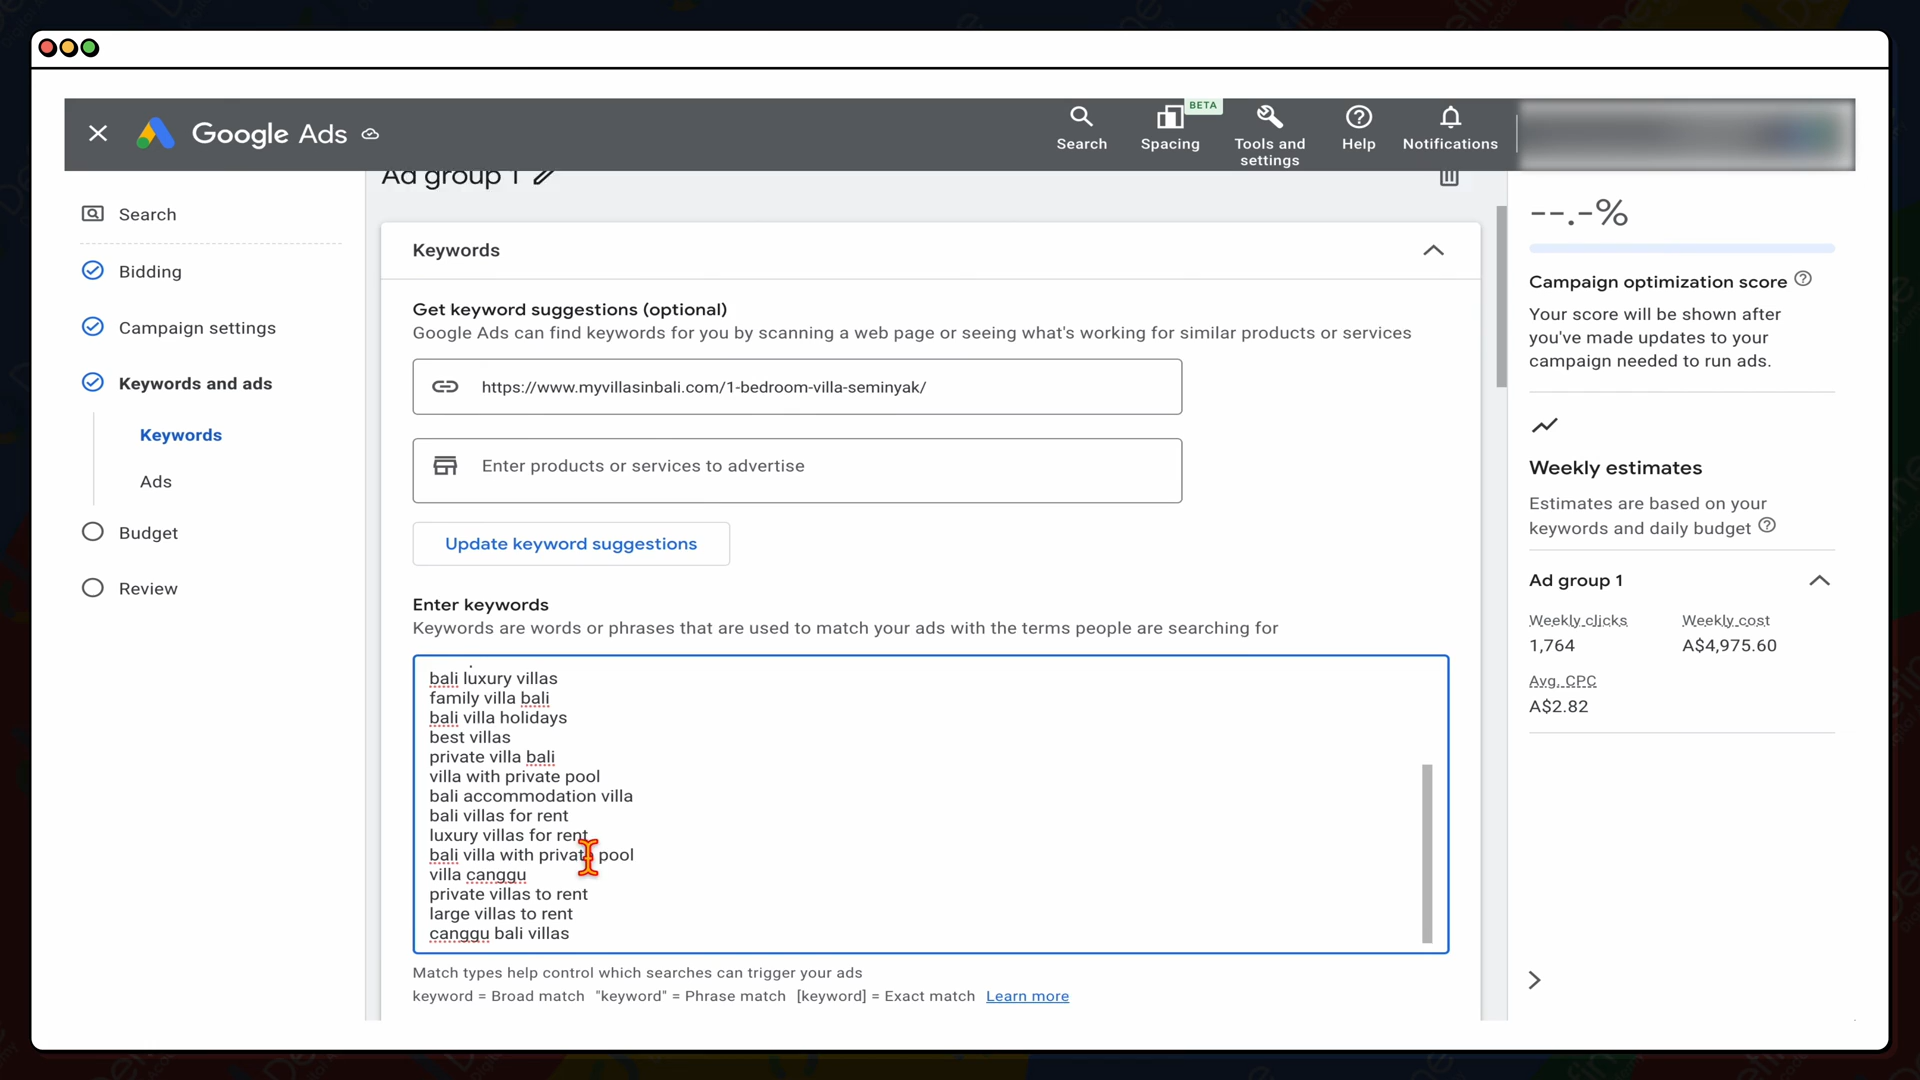 Google Ads
Search
Spacing
BETA
Tools and
settings
Help
Notifications
Search
Bidding
Campaign settings
Keywords and ads
Keywords
Ads
Budget
Review
Ad group 1
Keywords
Get keyword suggestions (optional)
Google Ads can find keywords for you by scanning a web page or seeing what's working for similar products or services
https://www.myvillasinbali.com/1-bedroom-villa-seminyak/
Enter products or services to advertise
Update keyword suggestions
Enter keywords
Keywords are words or phrases that are used to match your ads with the terms people are searching for
bali luxury villas
family villa bali
bali villa holidays
best villas
private villa bali
villa with private pool
bali accommodation villa
bali villas for rent
luxury villas for rent
bali villa with private pool
villa canggu
private villas to rent
large villas to rent
canggu bali villas
Match types help control which searches can trigger your ads
keyword = Broad match "keyword" = Phrase match [keyword] = Exact match Learn more
--.-%
Campaign optimization score
Your score will be shown after
you've made updates to your
campaign needed to run ads.
Weekly estimates
Estimates are based on your
keywords and daily budget
Ad group 1
Weekly clicks Weekly cost
1,764 A$4,975.60
Avg. CPC
A$2.82